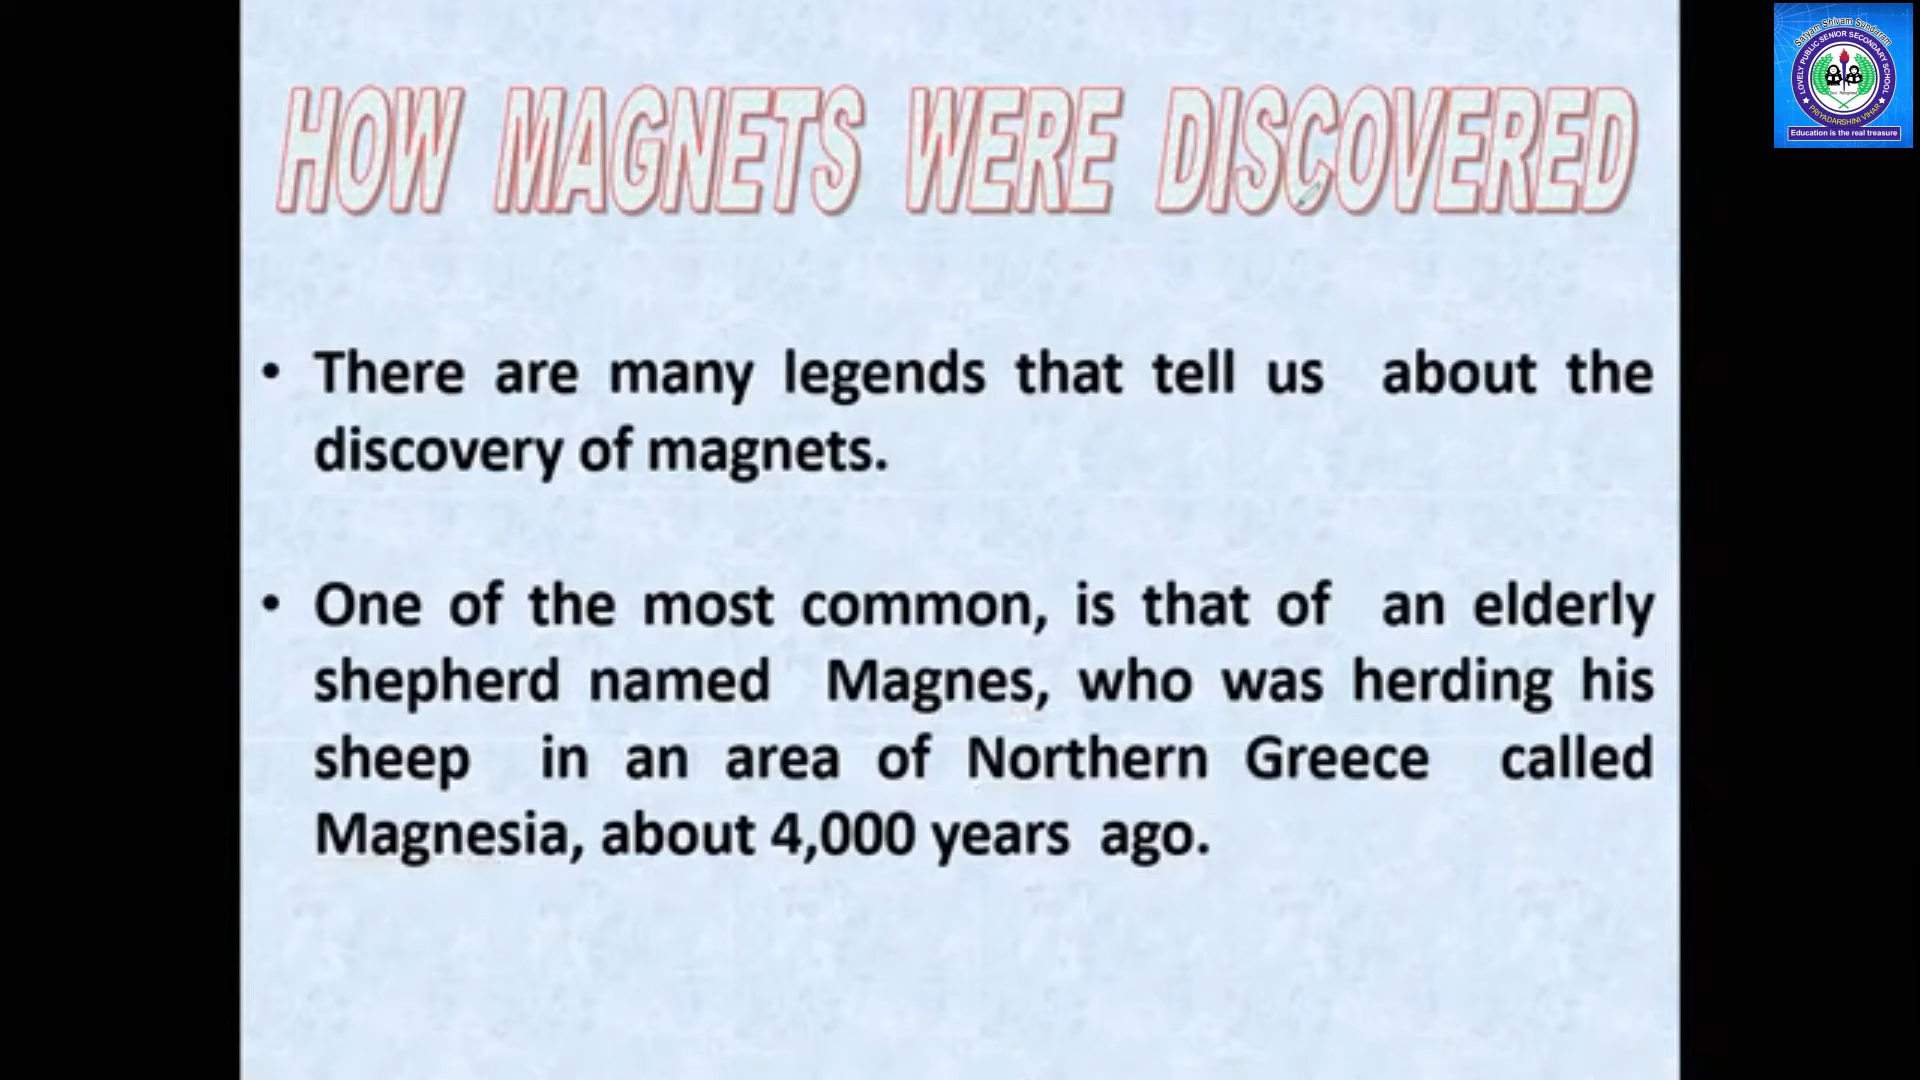 HOW MAGNETS WERE DISCOVERED
Satyam Shivam Sundaram
LOVELY PUBLIC SENIOR SECONDARY SCHOOL
PRIYADARSHINI VIHAR
Education is the real treasure
• There are many legends that tell us about the
discovery of magnets.
• One of the most common, is that of an elderly
shepherd named Magnes, who was herding his
sheep in an area of Northern Greece called
Magnesia, about 4,000 years ago.